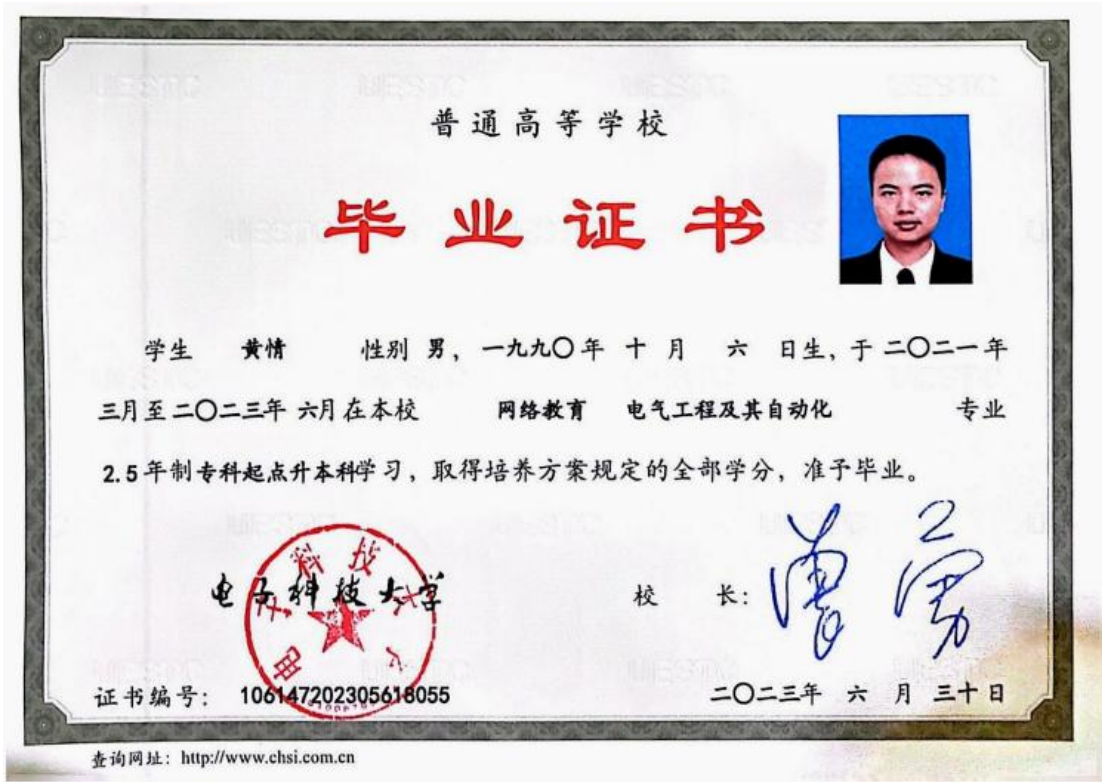 普通高等学校
毕业证书
学生 黄情 性别 男，一九九〇年 十 月 六 日生，于二〇二一年
三月至二〇二三年 六月在本校 网络教育 电气工程及其自动化 专业
2.5年制专科起点升本科学习，取得培养方案规定的全部学分，准予毕业。
电子科技大学
电子科技大学
校 长：
证书编号： 106147202305618055
二〇二三年 六 月 三十日
查询网址：http://www.chsi.com.cn